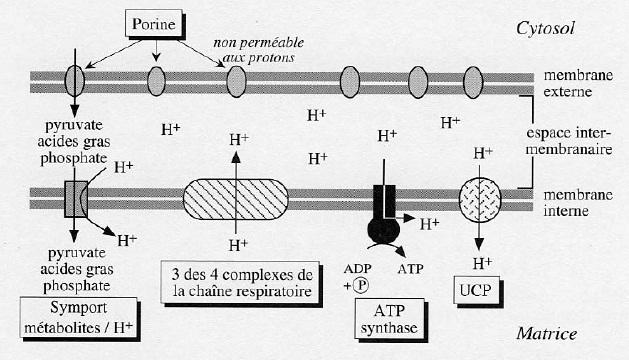 Porine
Cytosol
non perméable
aux protons
membrane
externe
pyruvate
acides gras
phosphate
H+
H+
H+
H+
H+
H+
H+
H+
espace inter-
membranaire
membrane
interne
H+
H+
H+
H+
pyruvate
acides gras
phosphate
3 des 4 complexes de
la chaîne respiratoire
ADP
+ P
ATP
UCP
Symport
métabolites / H+
ATP
synthase
Matrice